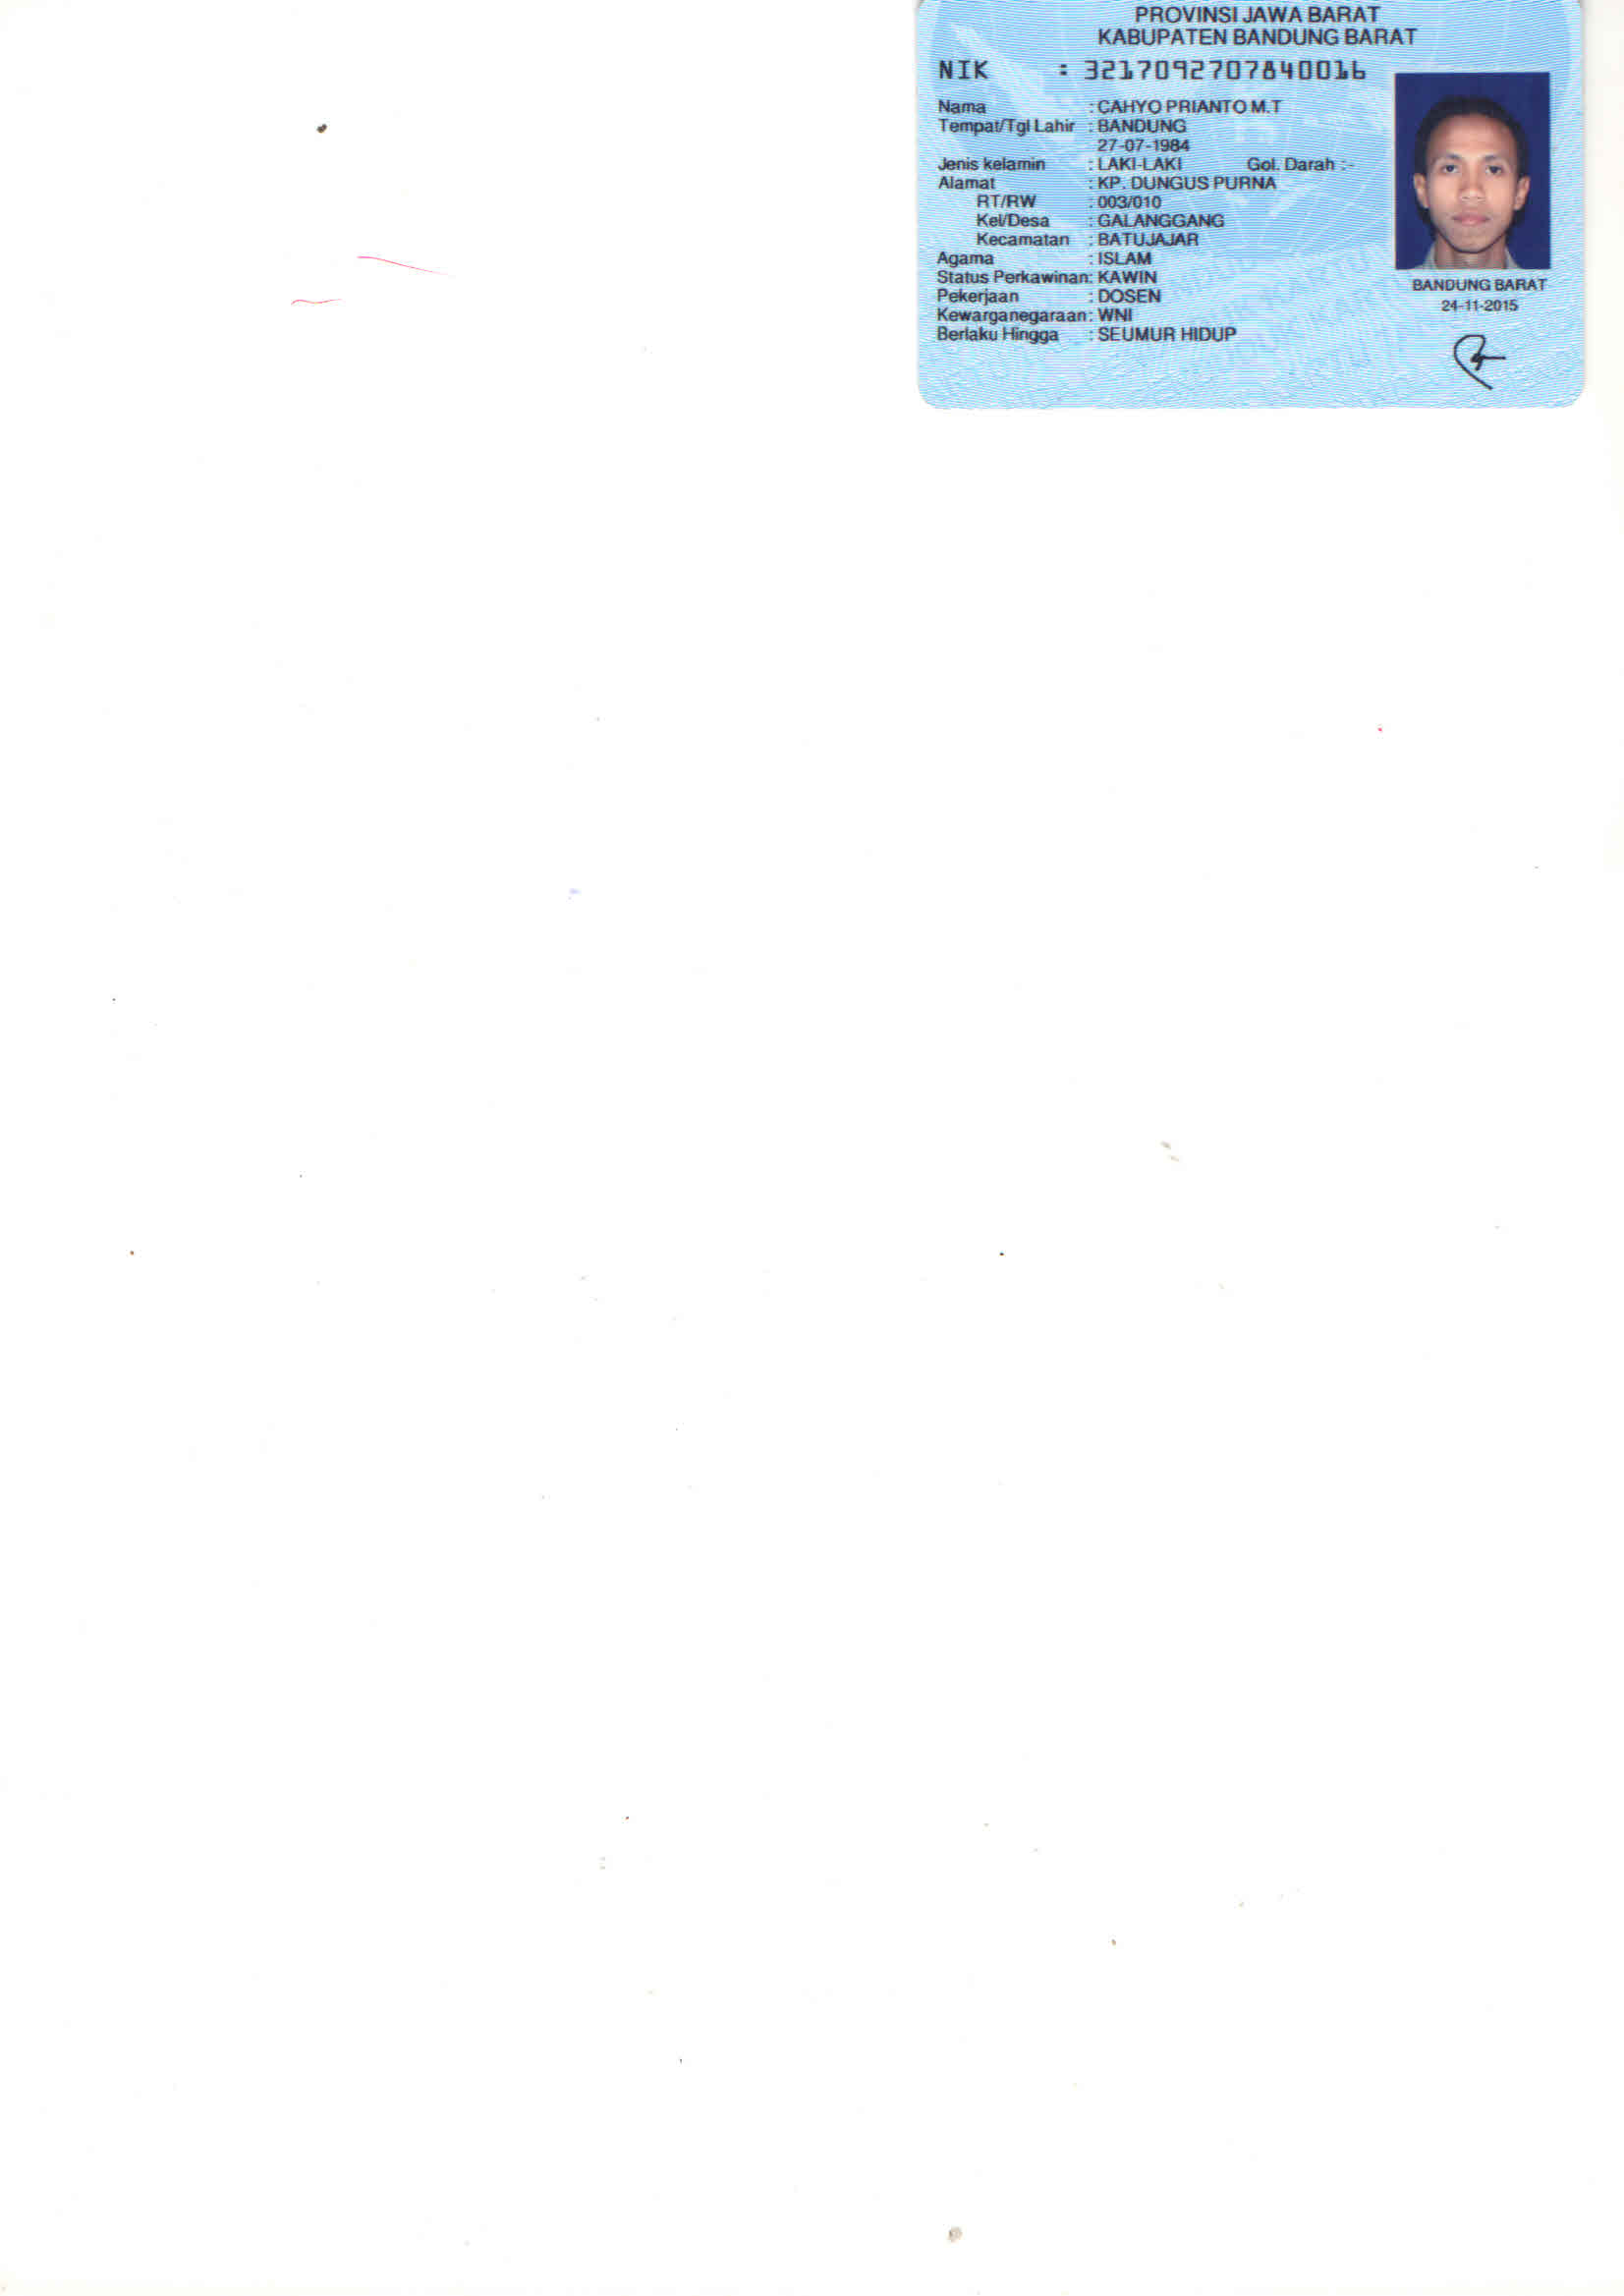 PROVINSI JAWA BARAT
KABUPATEN BANDUNG BARAT
NIK : 3217092707840016
Nama : CAHYO PRIANTO M.T
Tempat/Tgl Lahir : BANDUNG
27-07-1984
Jenis kelamin : LAKI-LAKI Gol. Darah :-
Alamat : KP. DUNGUS PURNA
RT/RW : 003/010
Kel/Desa : GALANGGANG
Kecamatan : BATUJAJAR
Agama : ISLAM
Status Perkawinan: KAWIN
Pekerjaan : DOSEN
Kewarganegaraan: WNI
Berlaku Hingga : SEUMUR HIDUP
BANDUNG BARAT
24-11-2015